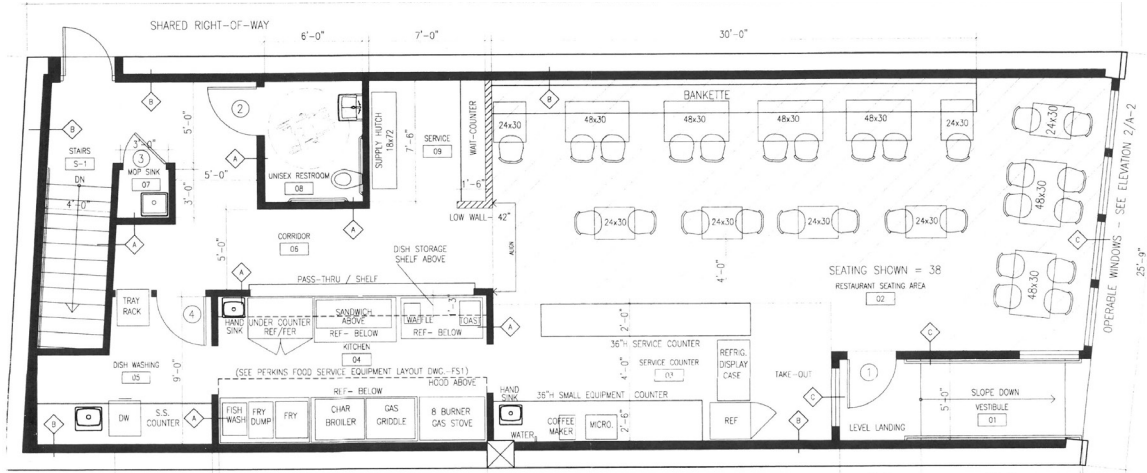 SHARED RIGHT-OF-WAY
6'-0"
7'-0"
30'-0"
BANKETTE
24x30
48x30
48x30
48x30
48x30
24x30
24x30
B
B
B
2
5'-0"
3'-0"
3
STAIRS
S-1
DN
4'-0"
MOP SINK
07
3'-0"
5'-0"
A
UNISEX RESTROOM
08
SUPPLY HUTCH
18x72
7'-6"
SERVICE
09
WAIT-COUNTER
1'-6"
LOW WALL- 42"
ALIGN
A
A
CORRIDOR
06
5'-0"
DISH STORAGE
SHELF ABOVE
24x30
24x30
24x30
24x30
48x30
48x30
4'-0"
SEATING SHOWN = 38
RESTAURANT SEATING AREA
02
C
OPERABLE WINDOWS - SEE ELEVATION 2/A-2
25'-9"
A
PASS-THRU / SHELF
1'-3"
TRAY
RACK
4
HAND
SINK
UNDER COUNTER
REF/FER
SANDWICH
ABOVE
REF- BELOW
WAFFLE
TOAST
REF- BELOW
A
KITCHEN
04
2'-0"
36"H SERVICE COUNTER
SERVICE COUNTER
03
4'-0"
REFRIG.
DISPLAY
CASE
TAKE-OUT
C
1
DISH WASHING
05
9'-0"
(SEE PERKINS FOOD SERVICE EQUIPMENT LAYOUT DWG.-FS1)
HOOD ABOVE
REF- BELOW
HAND
SINK
36"H SMALL EQUIPMENT COUNTER
C
SLOPE DOWN
5'-0"
VESTIBULE
01
LEVEL LANDING
B
DW
S.S.
COUNTER
A
FISH
WASH
FRY
DUMP
FRY
CHAR
BROILER
GAS
GRIDDLE
8 BURNER
GAS STOVE
WATER
COFFEE
MAKER
MICRO.
2'-6"
REF
B